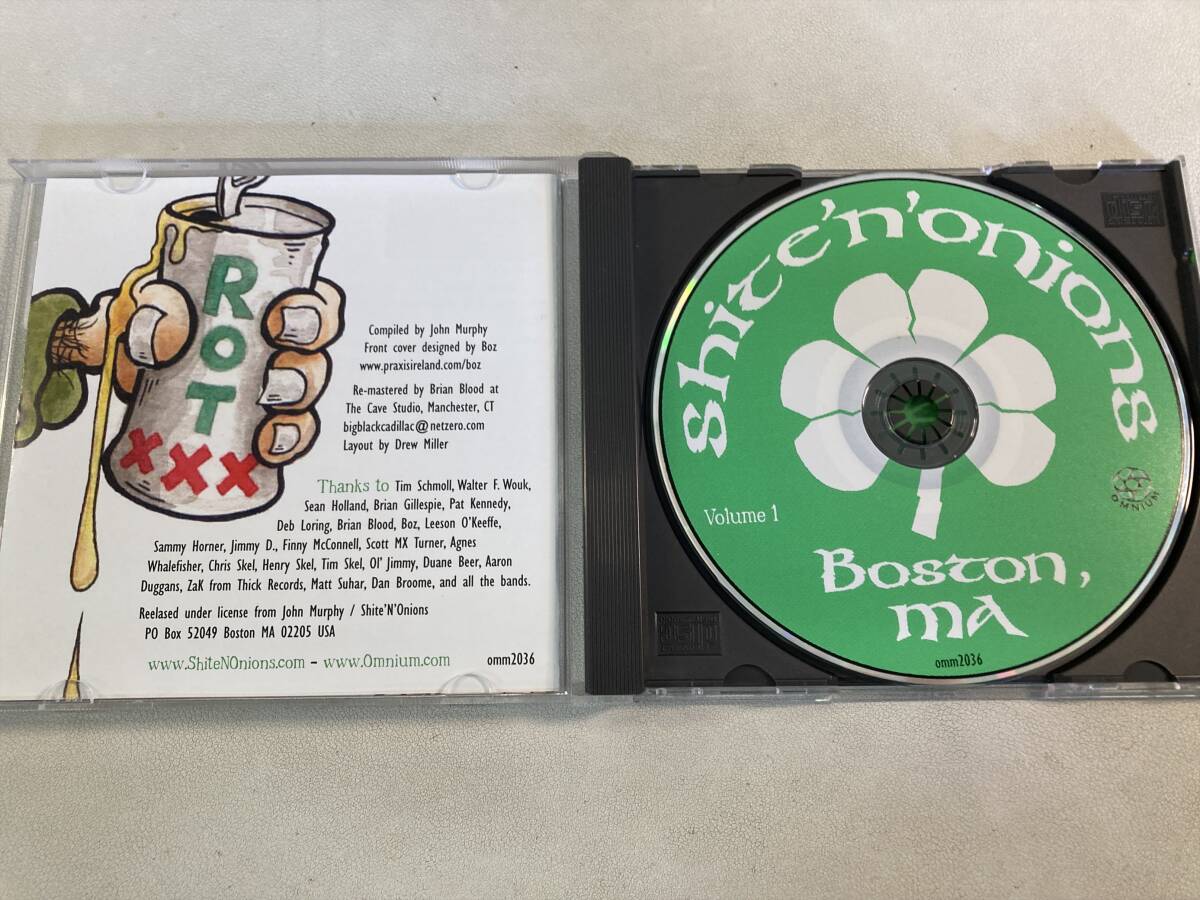 ROT
XXX
Compiled by John Murphy
Front cover designed by Boz
www.praxisireland.com/boz
Re-mastered by Brian Blood at
The Cave Studio, Manchester, CT
bigblackcadillac@netzero.com
Layout by Drew Miller
Thanks to Tim Schmoll, Walter F. Wouk,
Sean Holland, Brian Gillespie, Pat Kennedy,
Deb Loring, Brian Blood, Boz, Leeson O'Keeffe,
Sammy Horner, Jimmy D., Finny McConnell, Scott MX Turner, Agnes
Whalefisher, Chris Skel, Henry Skel, Tim Skel, Ol' Jimmy, Duane Beer, Aaron
Duggans, ZaK from Thick Records, Matt Suhar, Dan Broome, and all the bands.
Reelased under license from John Murphy / Shite'N'Onions
PO Box 52049 Boston MA 02205 USA
www.ShiteNOnions.com – www.Omnium.com
omm2036
Shite'n'onions
Volume 1
OMNIUM
Boston,
MA
omm2036